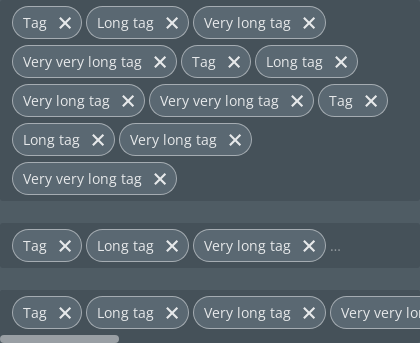 Tag Long tag Very long tag
Very very long tag Tag Long tag
Very long tag Very very long tag Tag
Long tag Very long tag
Very very long tag
Tag Long tag Very long tag ...
Tag Long tag Very long tag Very very lo